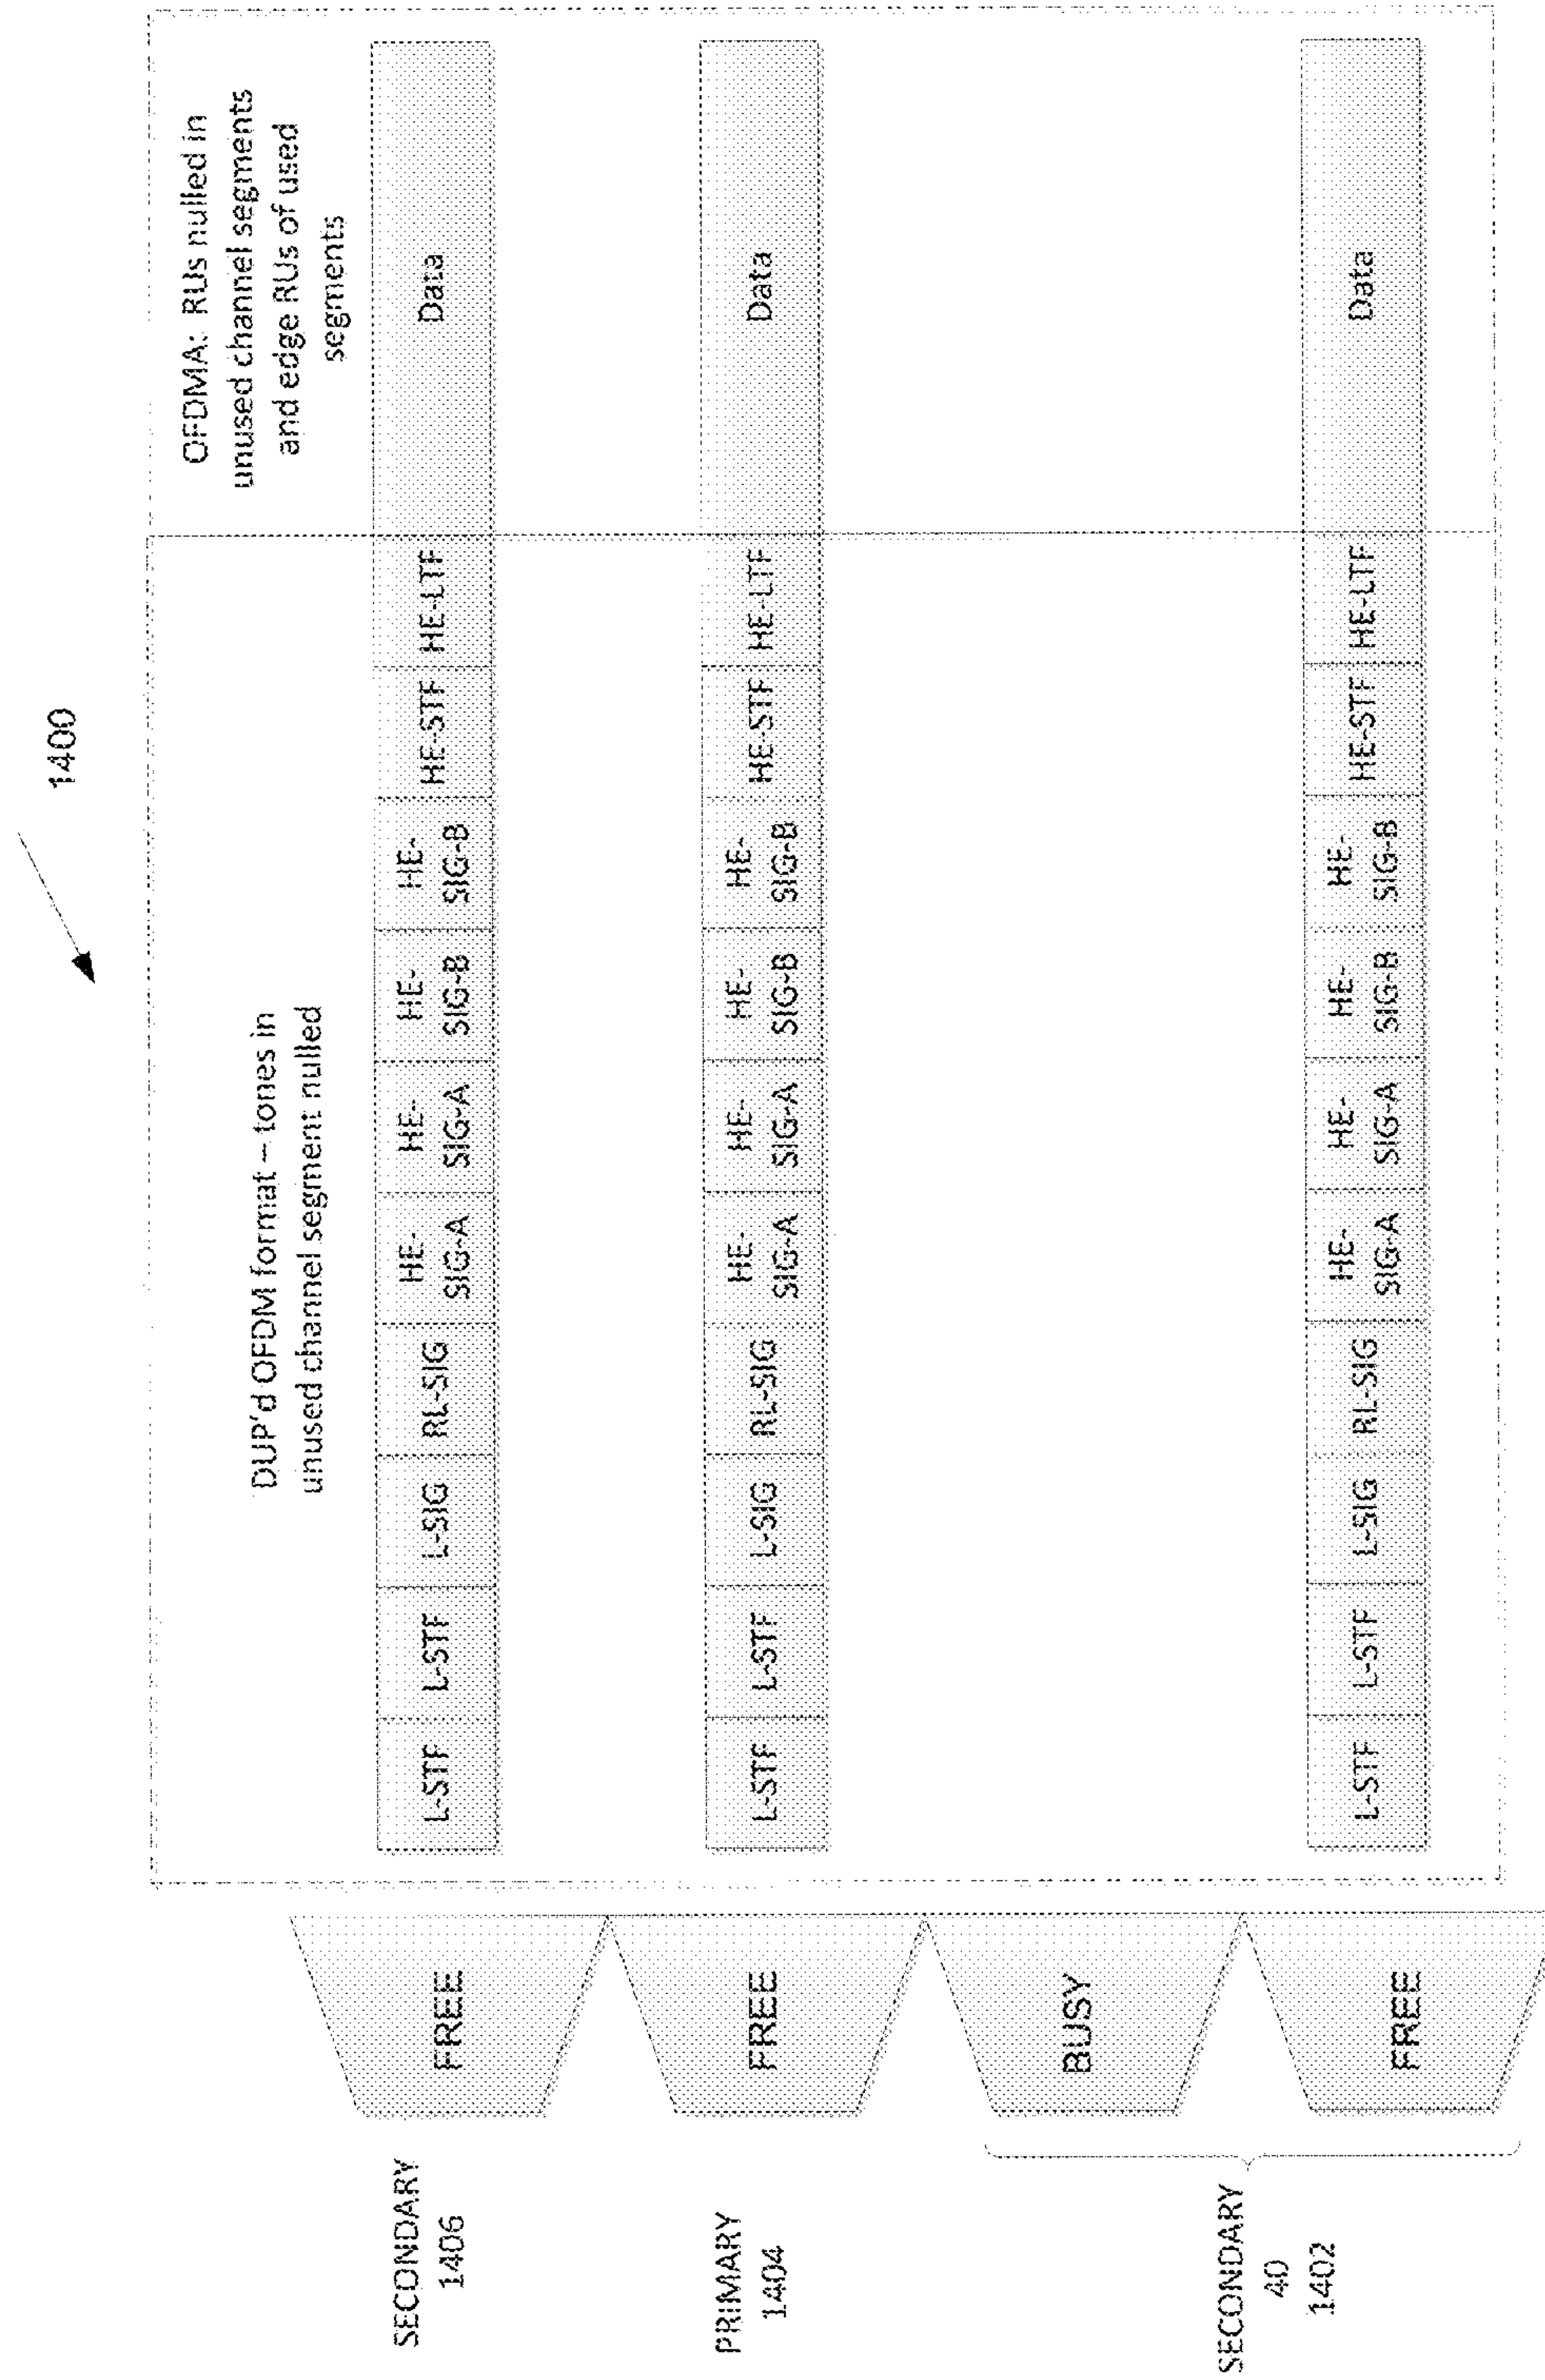 1400
DUP'd OFDM format – tones in
unused channel segment nulled
OFDMA: RUs nulled in
unused channel segments
and edge RUs of used
segments
SECONDARY
1406
FREE
L-STF
L-STF
L-SIG
RL-SIG
HE-
SIG-A
HE-
SIG-A
HE-
SIG-B
HE-
SIG-B
HE-STF
HE-LTF
Data
PRIMARY
1404
FREE
L-STF
L-STF
L-SIG
RL-SIG
HE-
SIG-A
HE-
SIG-A
HE-
SIG-B
HE-
SIG-B
HE-STF
HE-LTF
Data
SECONDARY
40
1402
BUSY
FREE
L-STF
L-STF
L-SIG
RL-SIG
HE-
SIG-A
HE-
SIG-A
HE-
SIG-B
HE-
SIG-B
HE-STF
HE-LTF
Data